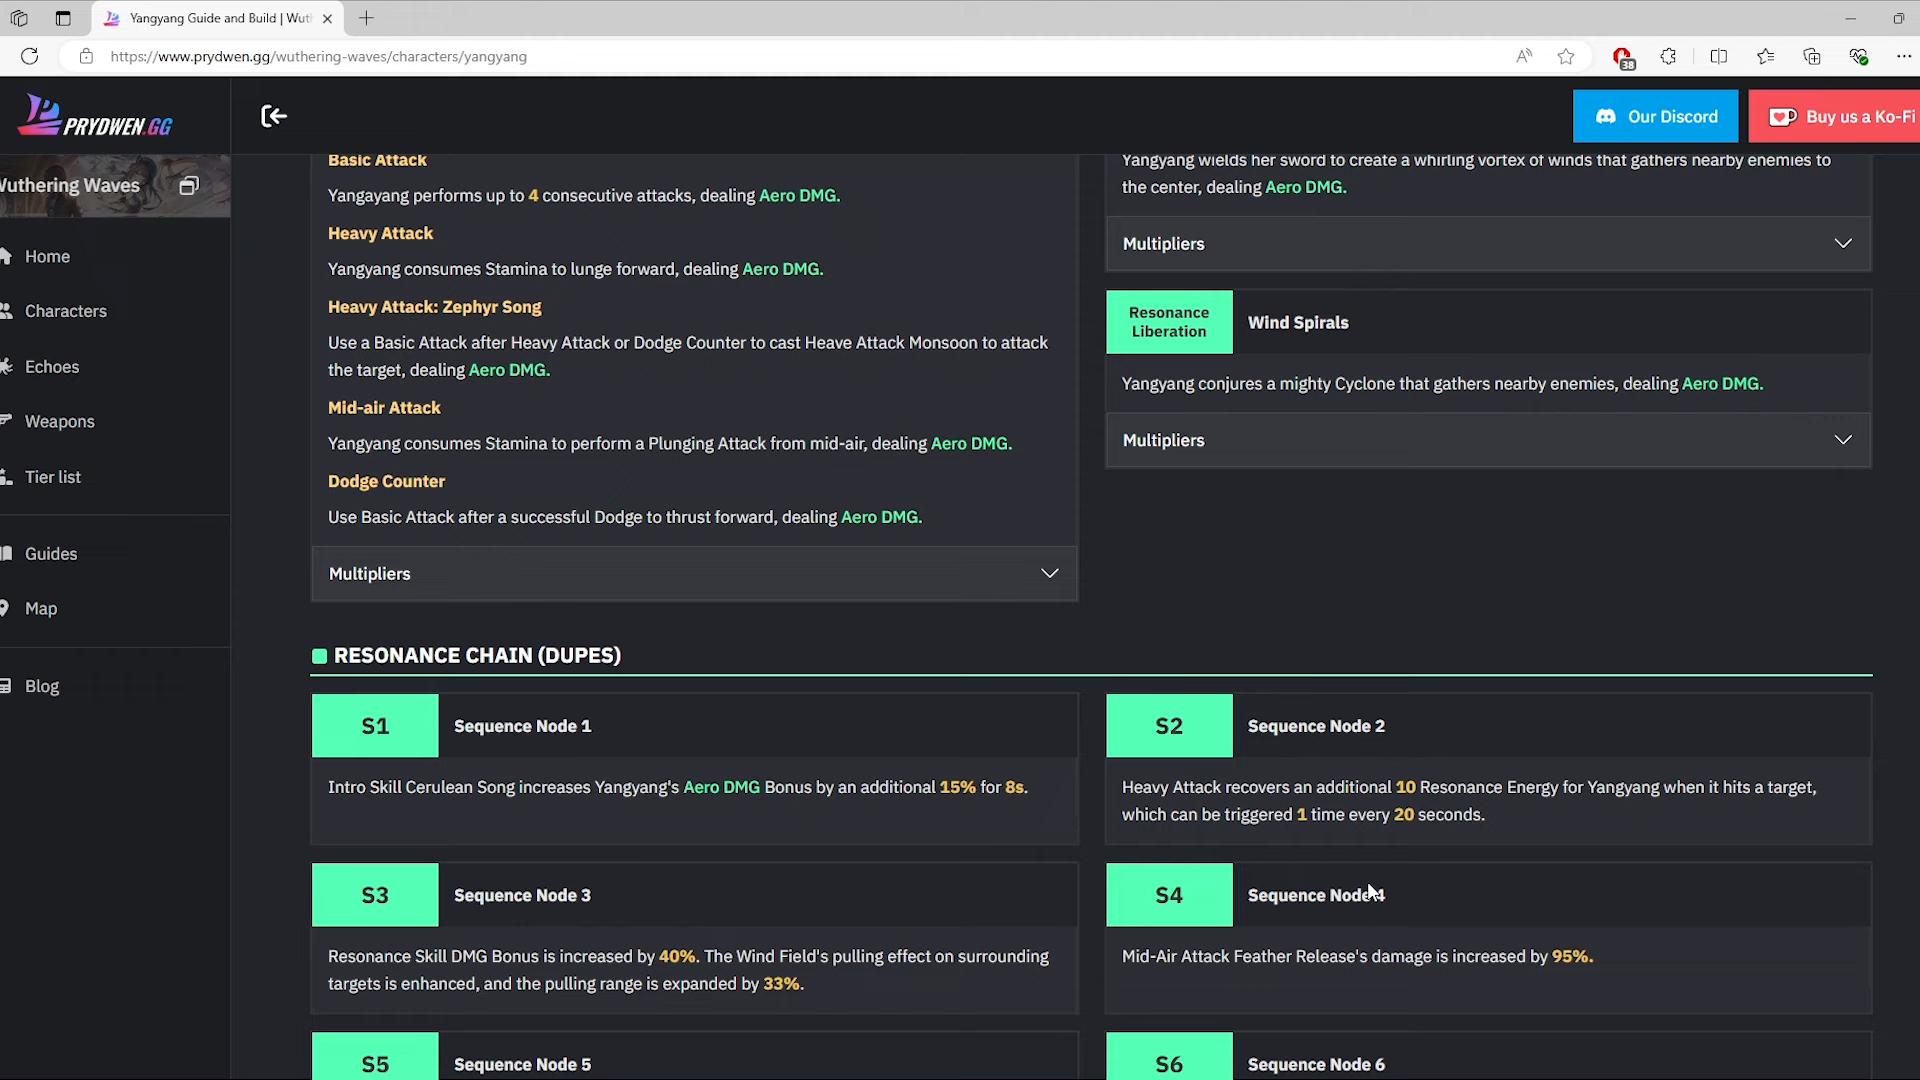 Yangyang Guide and Build | Wut
https://www.prydwen.gg/wuthering-waves/characters/yangyang
38
PRYDWEN.GG
Our Discord
Buy us a Ko-Fi
Wuthering Waves
Home
Characters
Echoes
Weapons
Tier list
Guides
Map
Blog
Basic Attack
Yangayang performs up to 4 consecutive attacks, dealing Aero DMG.
Heavy Attack
Yangyang consumes Stamina to lunge forward, dealing Aero DMG.
Heavy Attack: Zephyr Song
Use a Basic Attack after Heavy Attack or Dodge Counter to cast Heave Attack Monsoon to attack
the target, dealing Aero DMG.
Mid-air Attack
Yangyang consumes Stamina to perform a Plunging Attack from mid-air, dealing Aero DMG.
Dodge Counter
Use Basic Attack after a successful Dodge to thrust forward, dealing Aero DMG.
Multipliers
Yangyang wields her sword to create a whirling vortex of winds that gathers nearby enemies to
the center, dealing Aero DMG.
Multipliers
Resonance
Liberation
Wind Spirals
Yangyang conjures a mighty Cyclone that gathers nearby enemies, dealing Aero DMG.
Multipliers
RESONANCE CHAIN (DUPES)
S1
Sequence Node 1
Intro Skill Cerulean Song increases Yangyang's Aero DMG Bonus by an additional 15% for 8s.
S2
Sequence Node 2
Heavy Attack recovers an additional 10 Resonance Energy for Yangyang when it hits a target,
which can be triggered 1 time every 20 seconds.
S3
Sequence Node 3
Resonance Skill DMG Bonus is increased by 40%. The Wind Field's pulling effect on surrounding
targets is enhanced, and the pulling range is expanded by 33%.
S4
Sequence Node 4
Mid-Air Attack Feather Release's damage is increased by 95%.
S5
Sequence Node 5
S6
Sequence Node 6